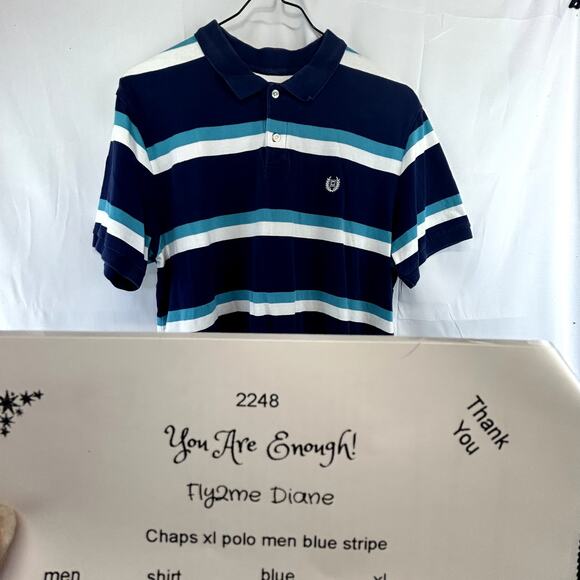 2248
Thank
You
You Are Enough!
Fly2me Diane
Chaps xl polo men blue stripe
men shirt blue xl